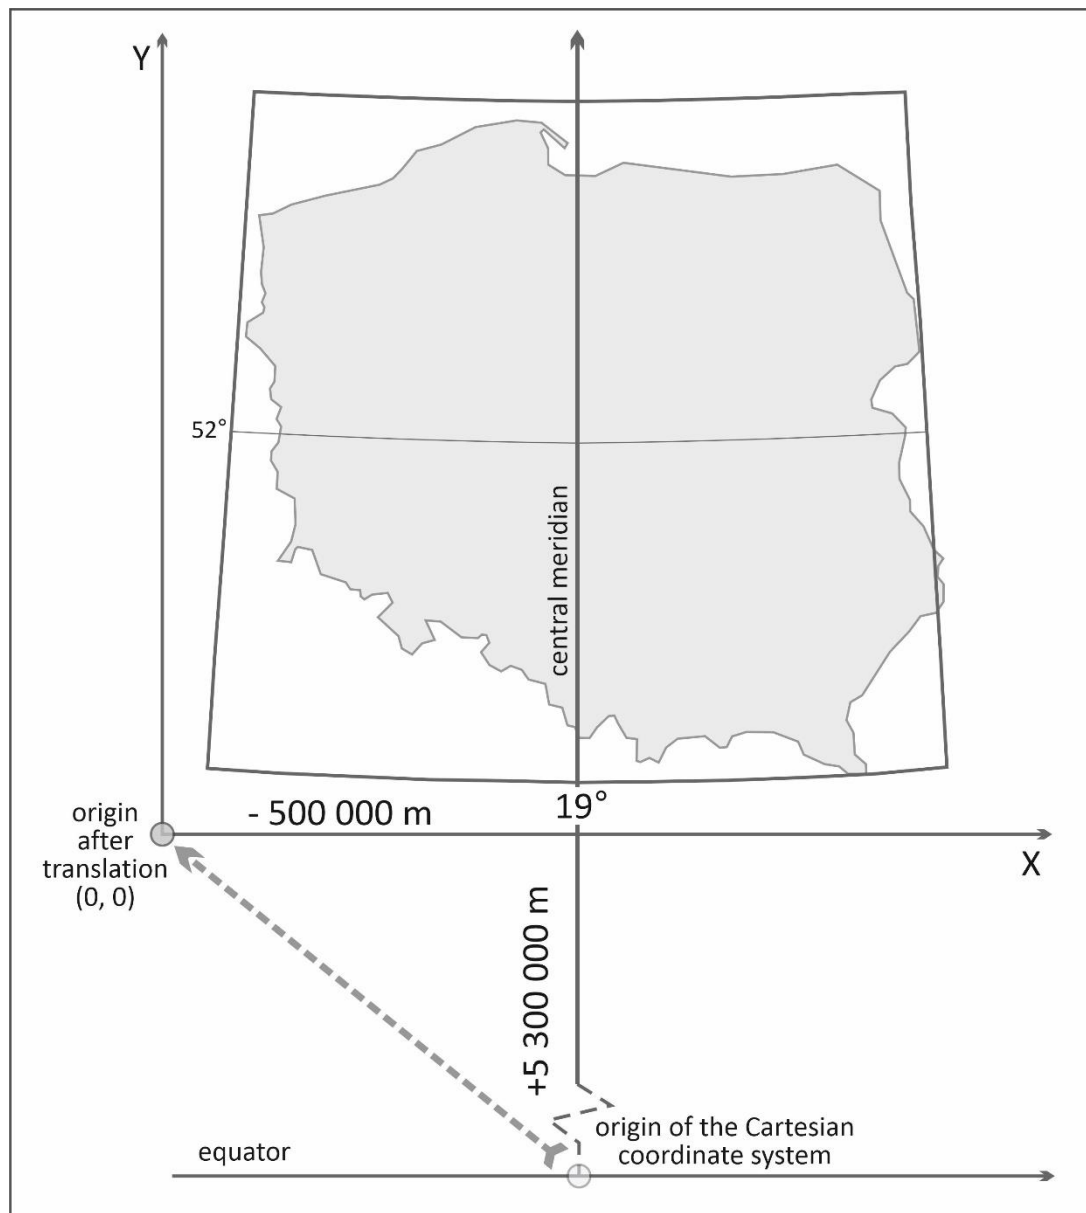 Y
52°
central meridian
19°
- 500 000 m
origin
after
translation
(0, 0)
X
+5 300 000 m
origin of the Cartesian
coordinate system
equator